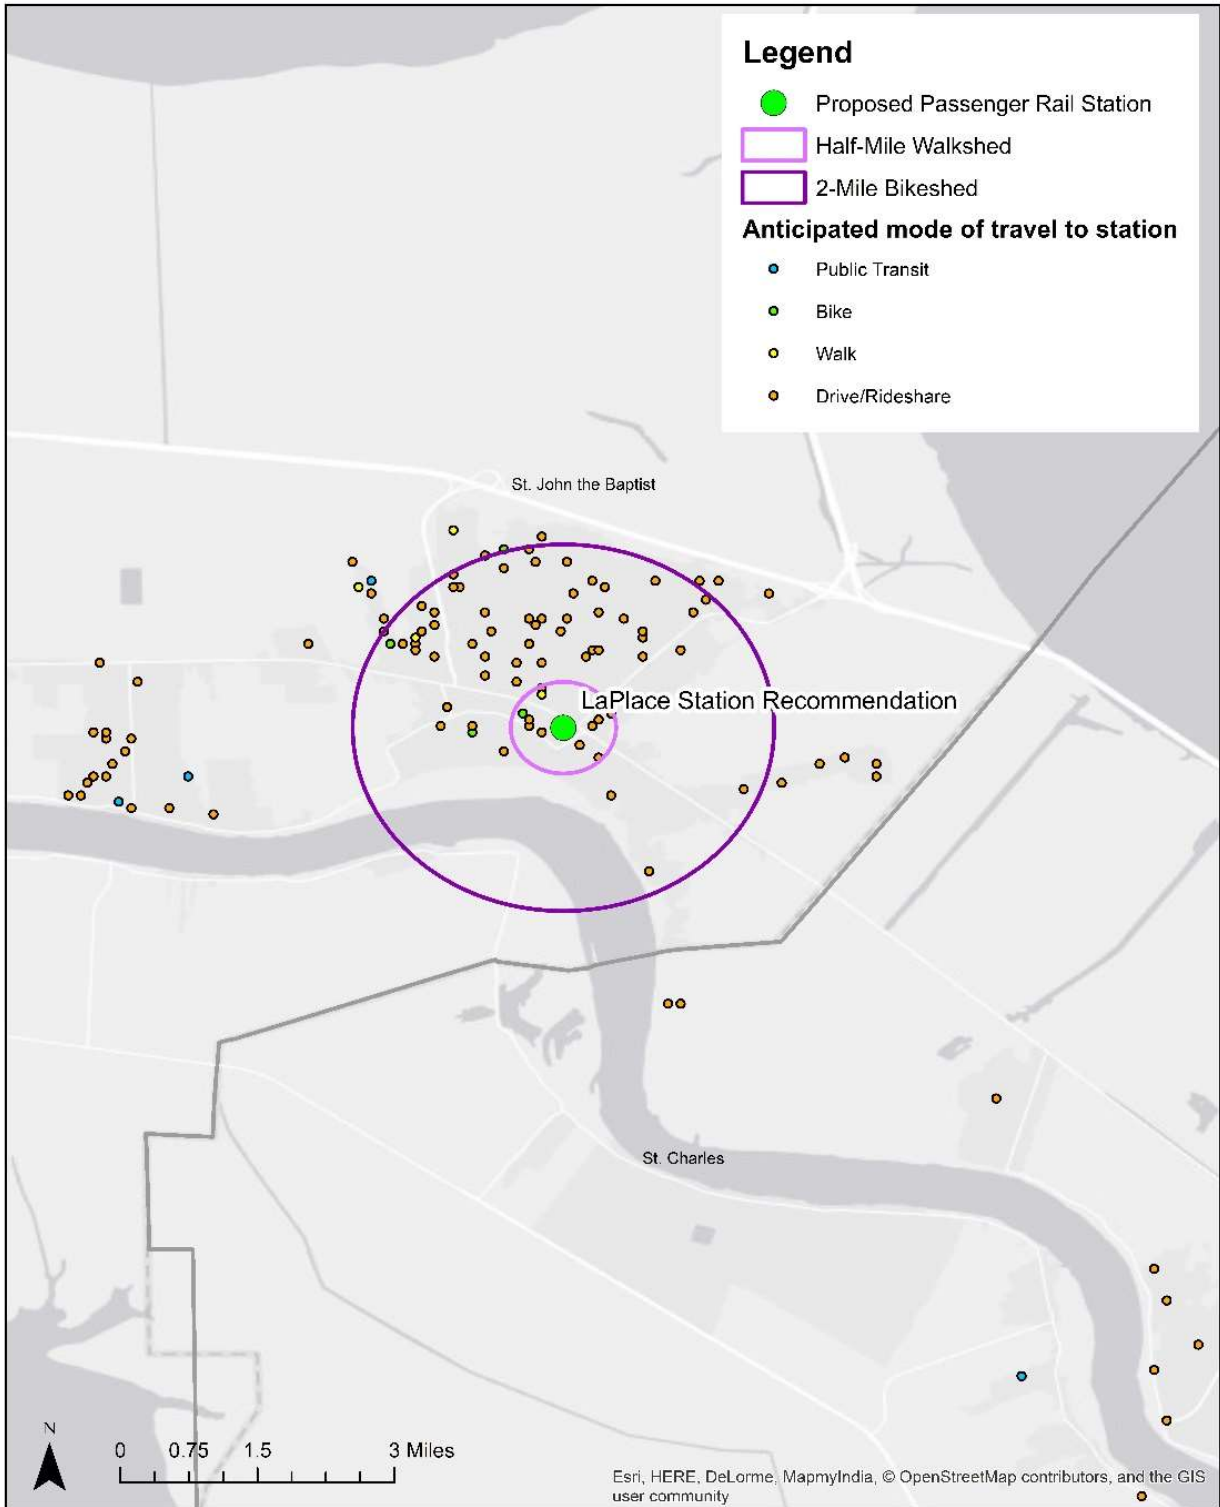 Legend
Proposed Passenger Rail Station
Half-Mile Walkshed
2-Mile Bikeshed
Anticipated mode of travel to station
Public Transit
Bike
Walk
Drive/Rideshare
St. John the Baptist
LaPlace Station Recommendation
St. Charles
N
0 0.75 1.5 3 Miles
Esri, HERE, DeLorme, MapmyIndia, © OpenStreetMap contributors, and the GIS
user community